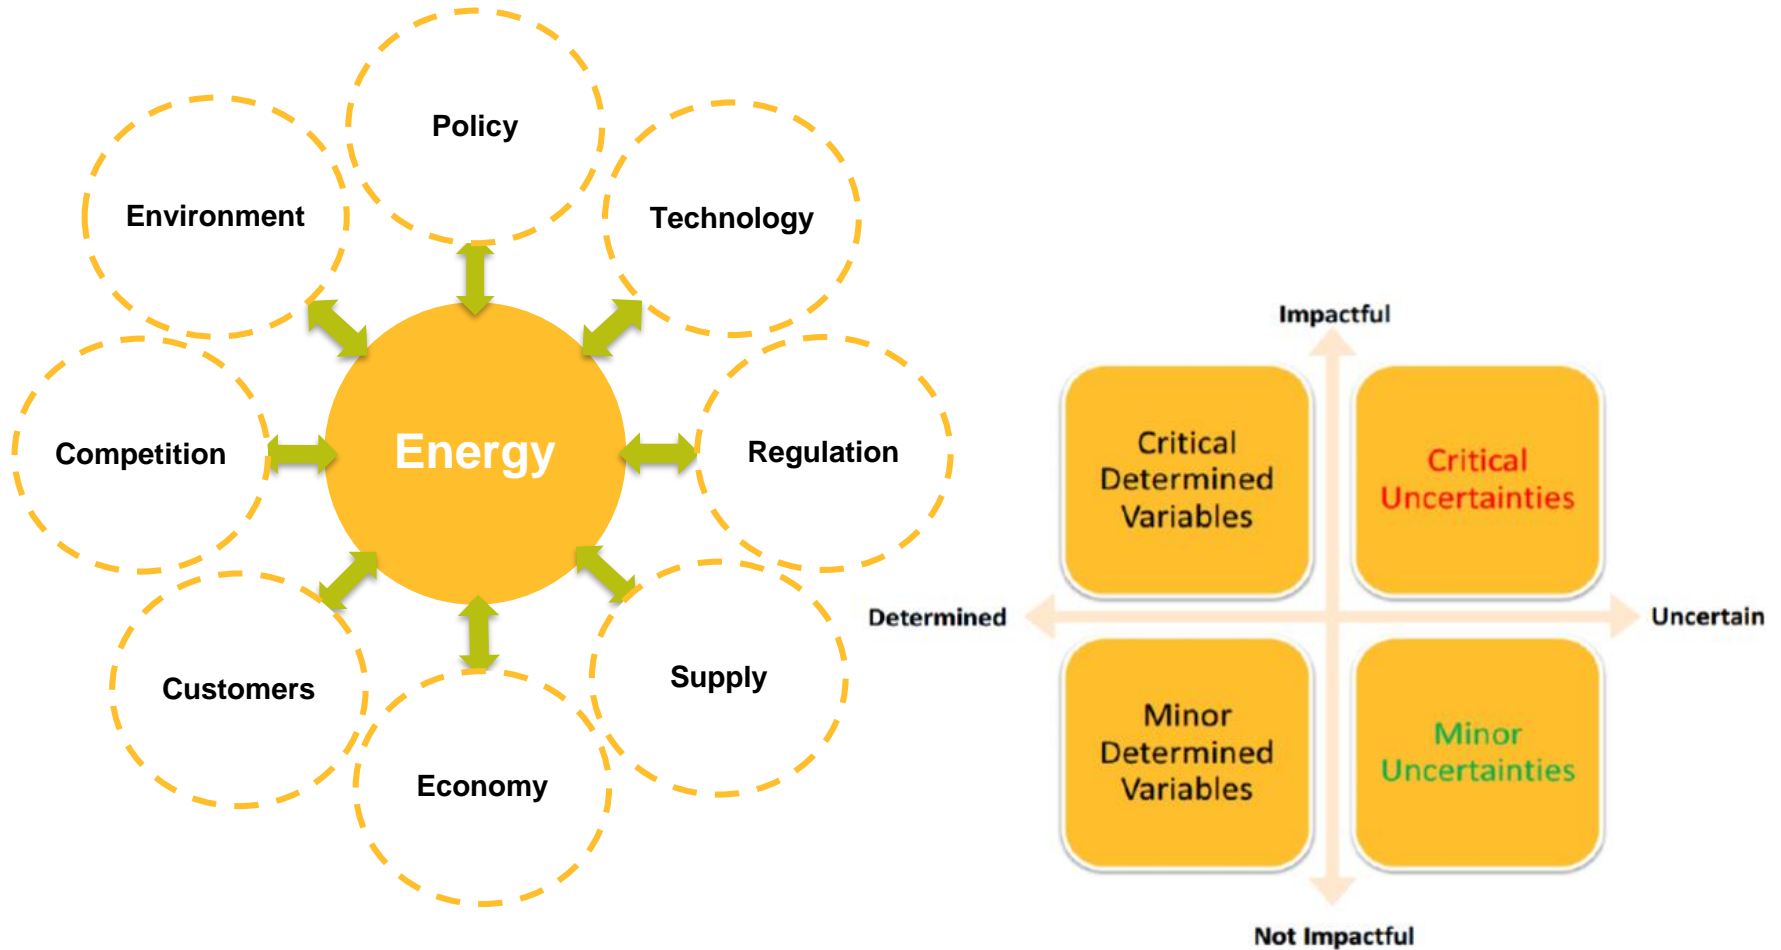 Policy
Environment
Technology
Competition
Energy
Regulation
Customers
Supply
Economy
Impactful
Critical
Determined
Variables
Critical
Uncertainties
Determined
Uncertain
Minor
Determined
Variables
Minor
Uncertainties
Not Impactful